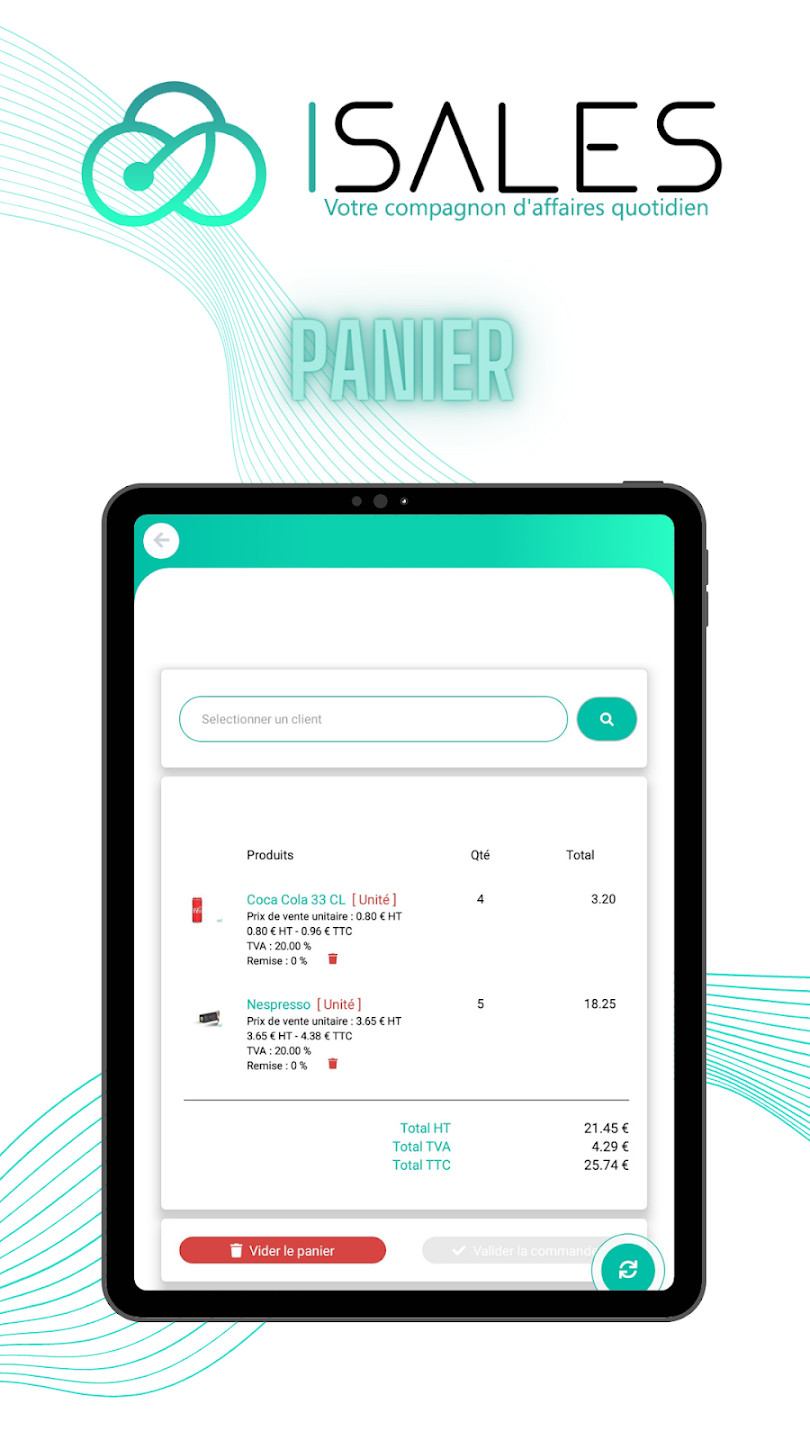 ISALES
Votre compagnon d'affaires quotidien
PANIER
Selectionner un client
Produits Qté Total
Coca Cola 33 CL [ Unité ] 4 3.20
Prix de vente unitaire : 0.80 € HT
0.80 € HT - 0.96 € TTC
TVA : 20.00 %
Remise : 0 %
Nespresso [ Unité ] 5 18.25
Prix de vente unitaire : 3.65 € HT
3.65 € HT - 4.38 € TTC
TVA : 20.00 %
Remise : 0 %
Total HT 21.45 €
Total TVA 4.29 €
Total TTC 25.74 €
Vider le panier Valider la commande